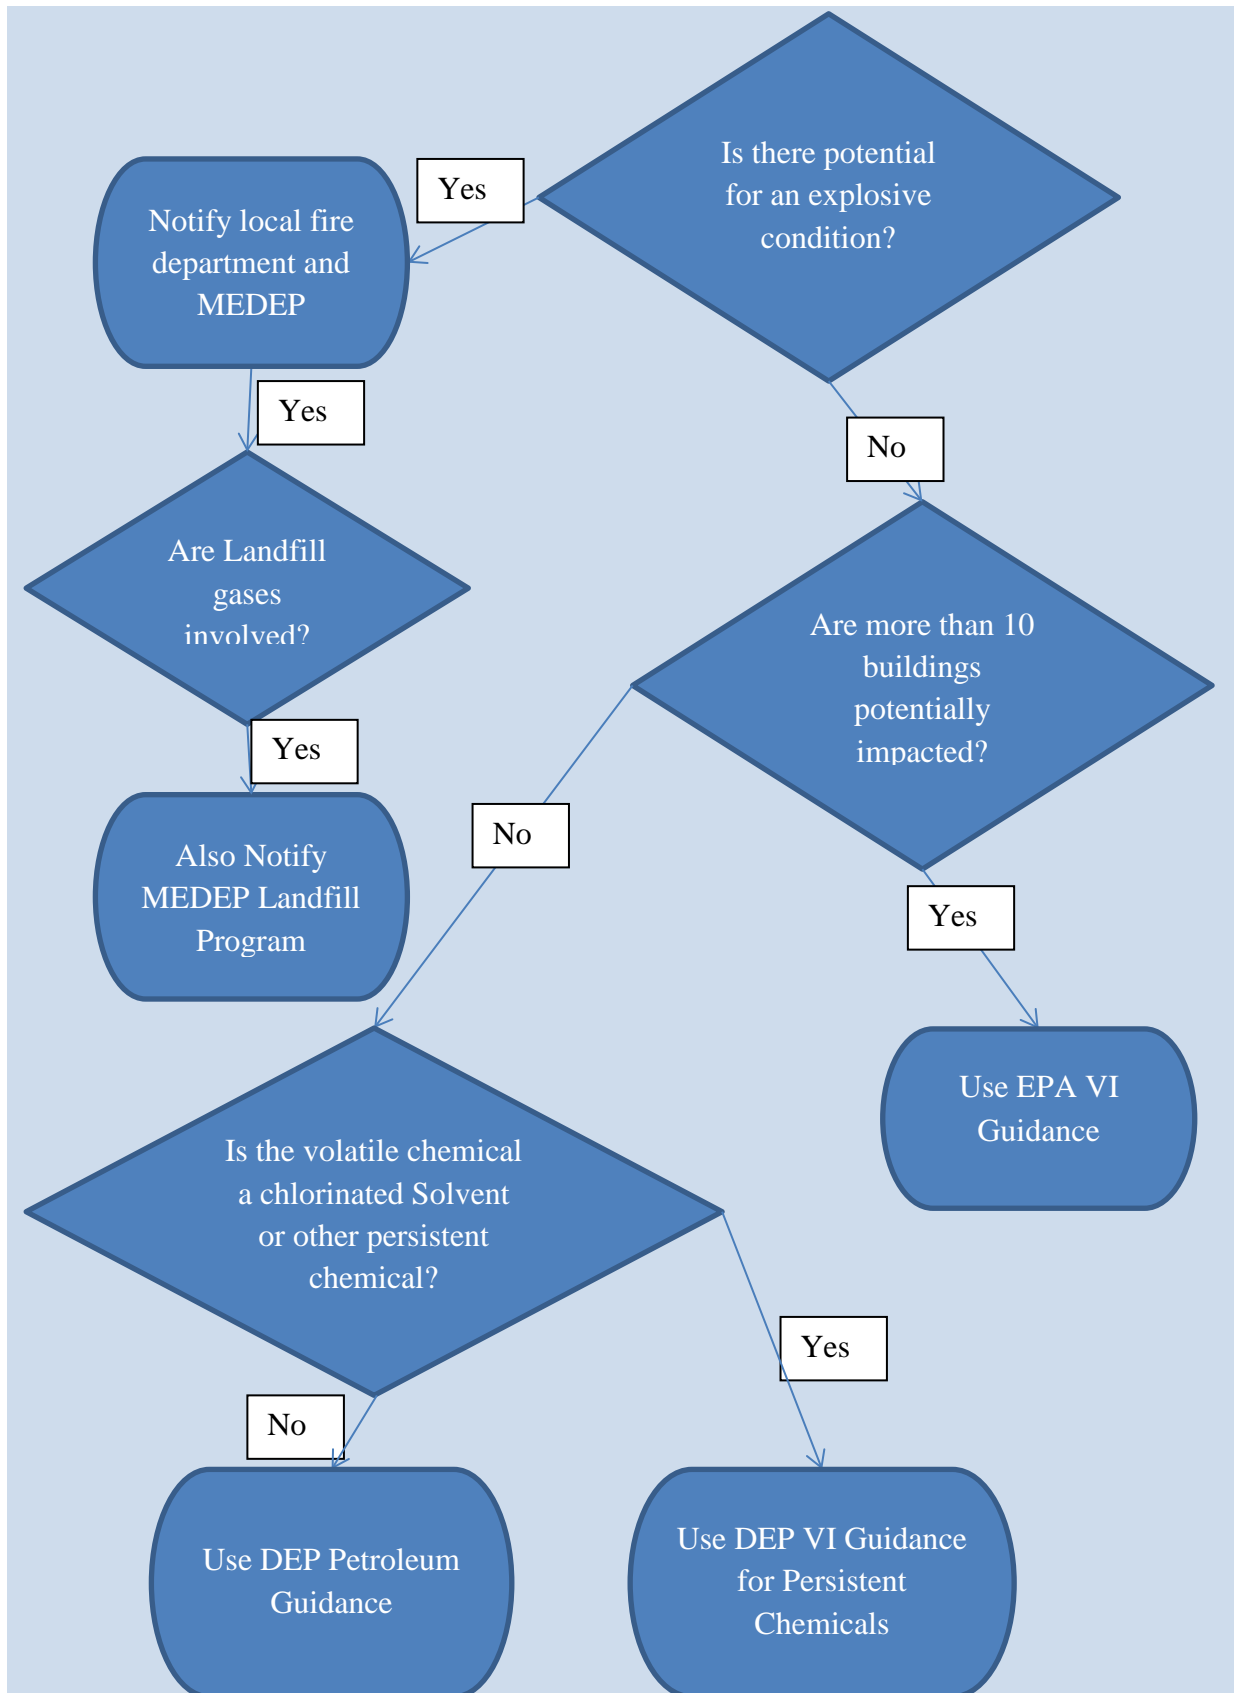 Is there potential
for an explosive
condition?
Yes
Notify local fire
department and
MEDEP
Yes
No
Are Landfill
gases
involved?
Are more than 10
buildings
potentially
impacted?
Yes
No
Also Notify
MEDEP Landfill
Program
Yes
Use EPA VI
Guidance
Is the volatile chemical
a chlorinated Solvent
or other persistent
chemical?
Yes
No
Use DEP Petroleum
Guidance
Use DEP VI Guidance
for Persistent
Chemicals